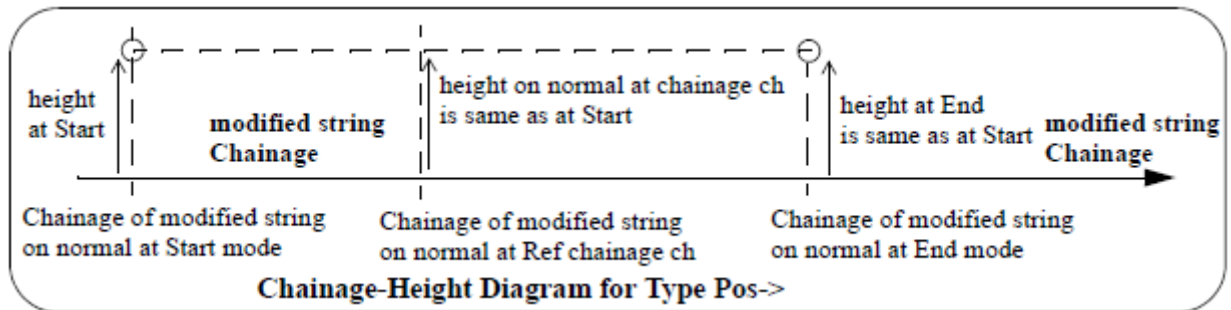 height
at Start
modified string
Chainage
height on normal at chainage ch
is same as at Start
height at End
is same as at Start
modified string
Chainage
Chainage of modified string
on normal at Start mode
Chainage of modified string
on normal at Ref chainage ch
Chainage of modified string
on normal at End mode
Chainage-Height Diagram for Type Pos->